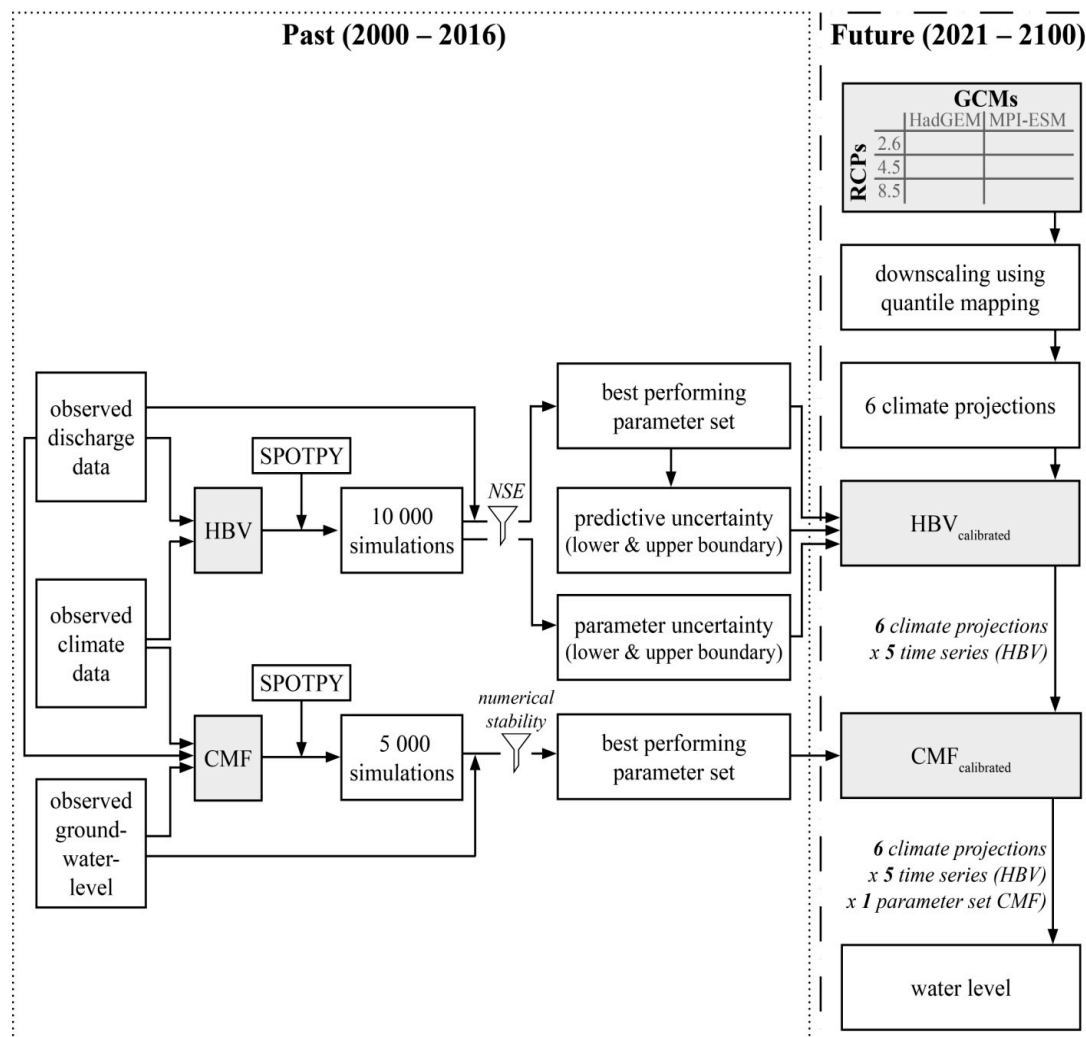 Past (2000 – 2016)
Future (2021 – 2100)
GCMs
HadGEM MPI-ESM
RCPs
2.6
4.5
8.5
downscaling using
quantile mapping
6 climate projections
observed
discharge
data
SPOTPY
HBV
10 000
simulations
NSE
best performing
parameter set
predictive uncertainty
(lower & upper boundary)
parameter uncertainty
(lower & upper boundary)
HBVcalibrated
6 climate projections
x 5 time series (HBV)
observed
climate
data
SPOTPY
CMF
5 000
simulations
numerical
stability
best performing
parameter set
CMFcalibrated
observed
ground-
water-
level
6 climate projections
x 5 time series (HBV)
x 1 parameter set CMF)
water level